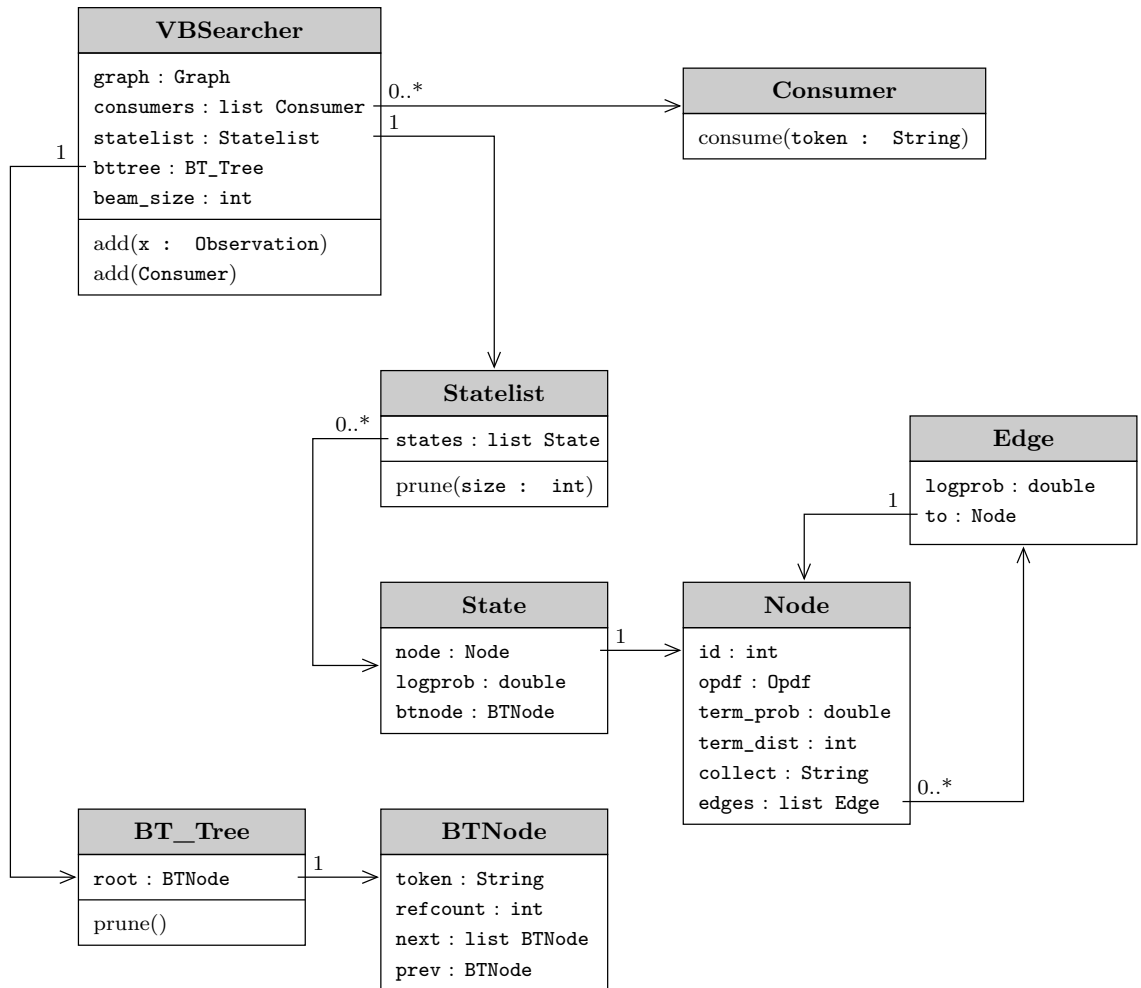 VBSearcher
graph : Graph
consumers : list Consumer
statelist : Statelist
bttree : BT_Tree
beam_size : int
add(x : Observation)
add(Consumer)
0..*
1
1
Consumer
consume(token : String)
Statelist
states : list State
prune(size : int)
0..*
Edge
logprob : double
to : Node
1
State
node : Node
logprob : double
btnode : BTNode
1
Node
id : int
opdf : Opdf
term_prob : double
term_dist : int
collect : String
edges : list Edge
0..*
BT_Tree
root : BTNode
prune()
1
BTNode
token : String
refcount : int
next : list BTNode
prev : BTNode